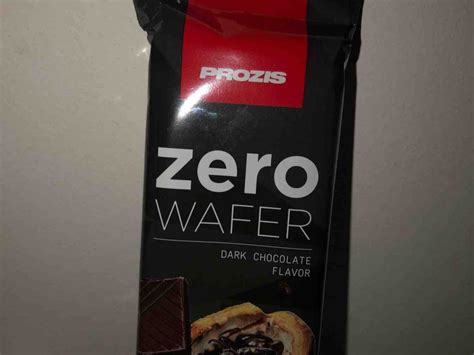 PROZIS
zero
WAFER
DARK CHOCOLATE
FLAVOR